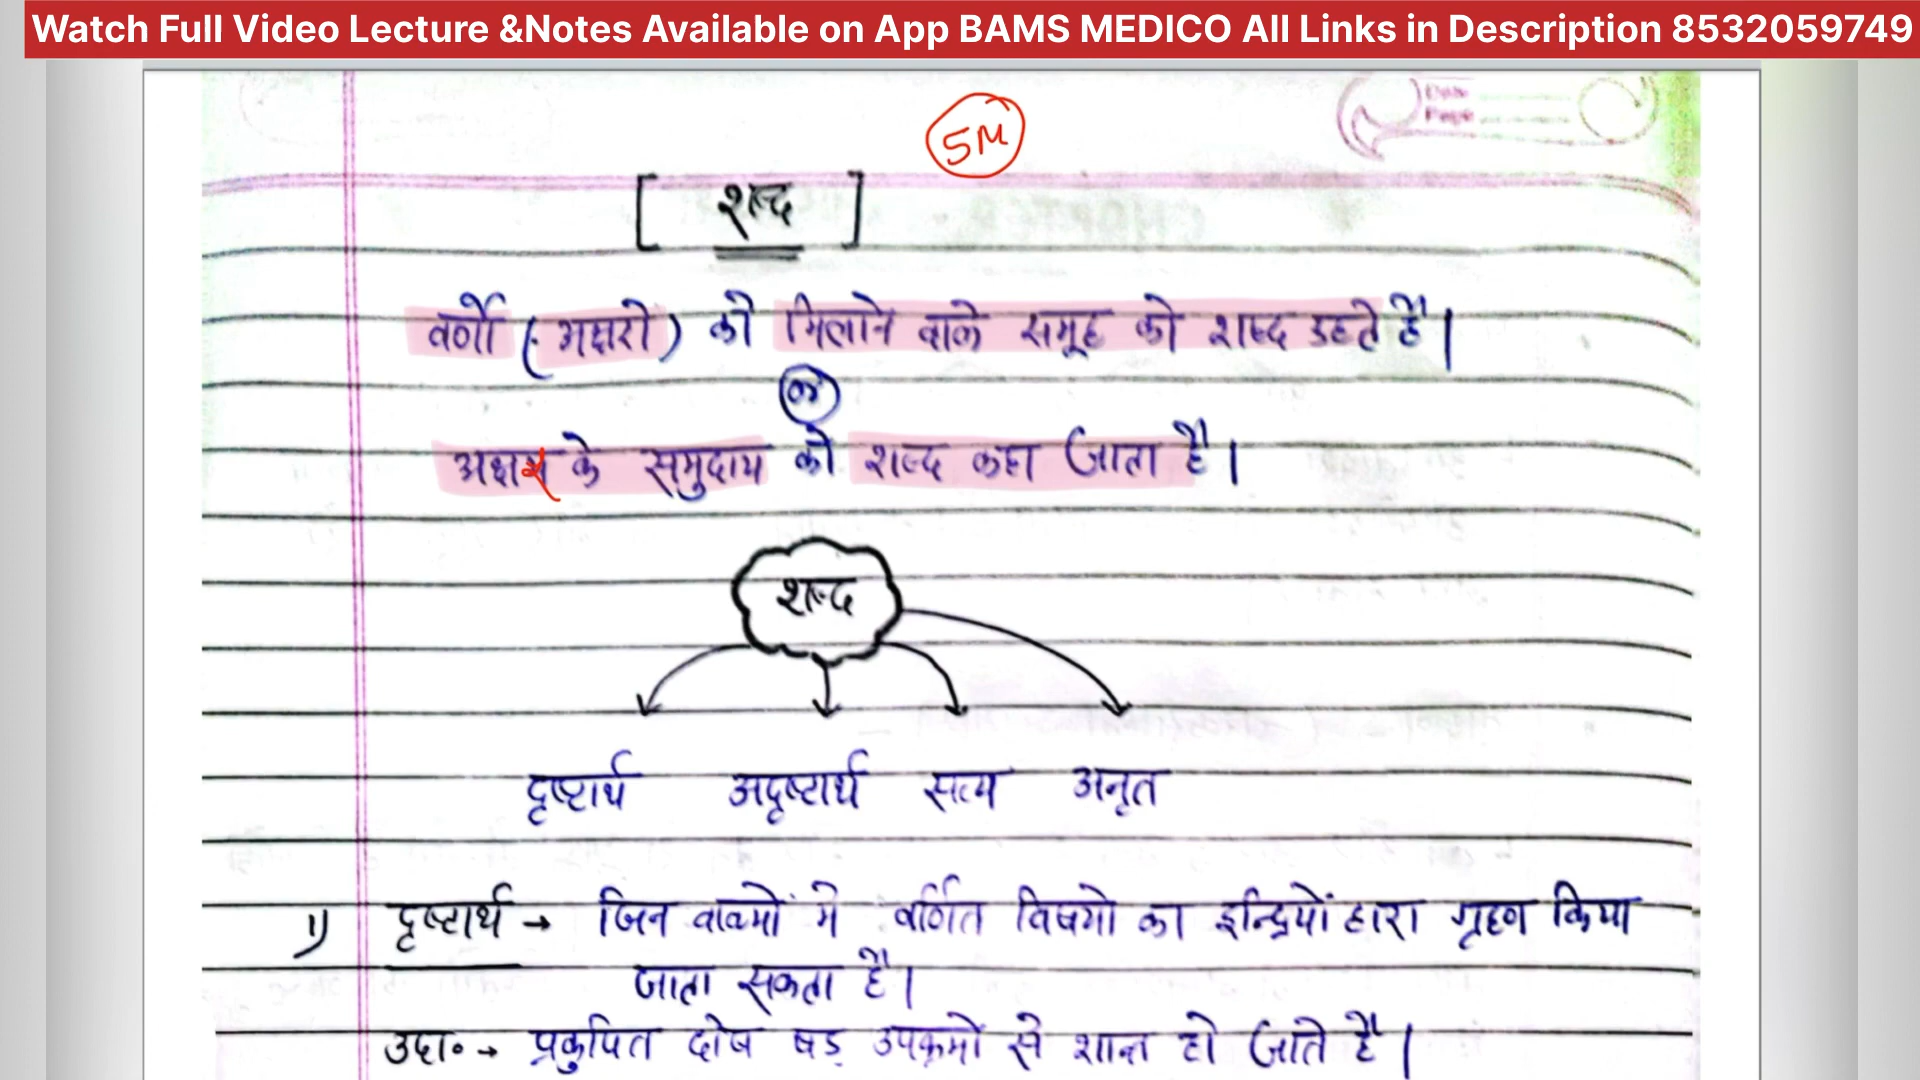 Watch Full Video Lecture &Notes Available on App BAMS MEDICO All Links in Description 8532059749
Date
Page
5M
[ शब्द ]
वर्णो (- अक्षरो) को मिलाने वाले समूह को शब्द कहते है।
अक्षर के समुदाय को शब्द कहा जाता है।
शब्द
दृष्टार्थ अदृष्टार्थ सत्य अनृत
1) दृष्टार्थ → जिन वाक्यों मे वर्णित विषयो का इन्द्रियों द्वारा ग्रहण किया
जाता सकता है।
उदा० → प्रकुपित दोष षड् उपक्रमो से शान्त हो जाते है।